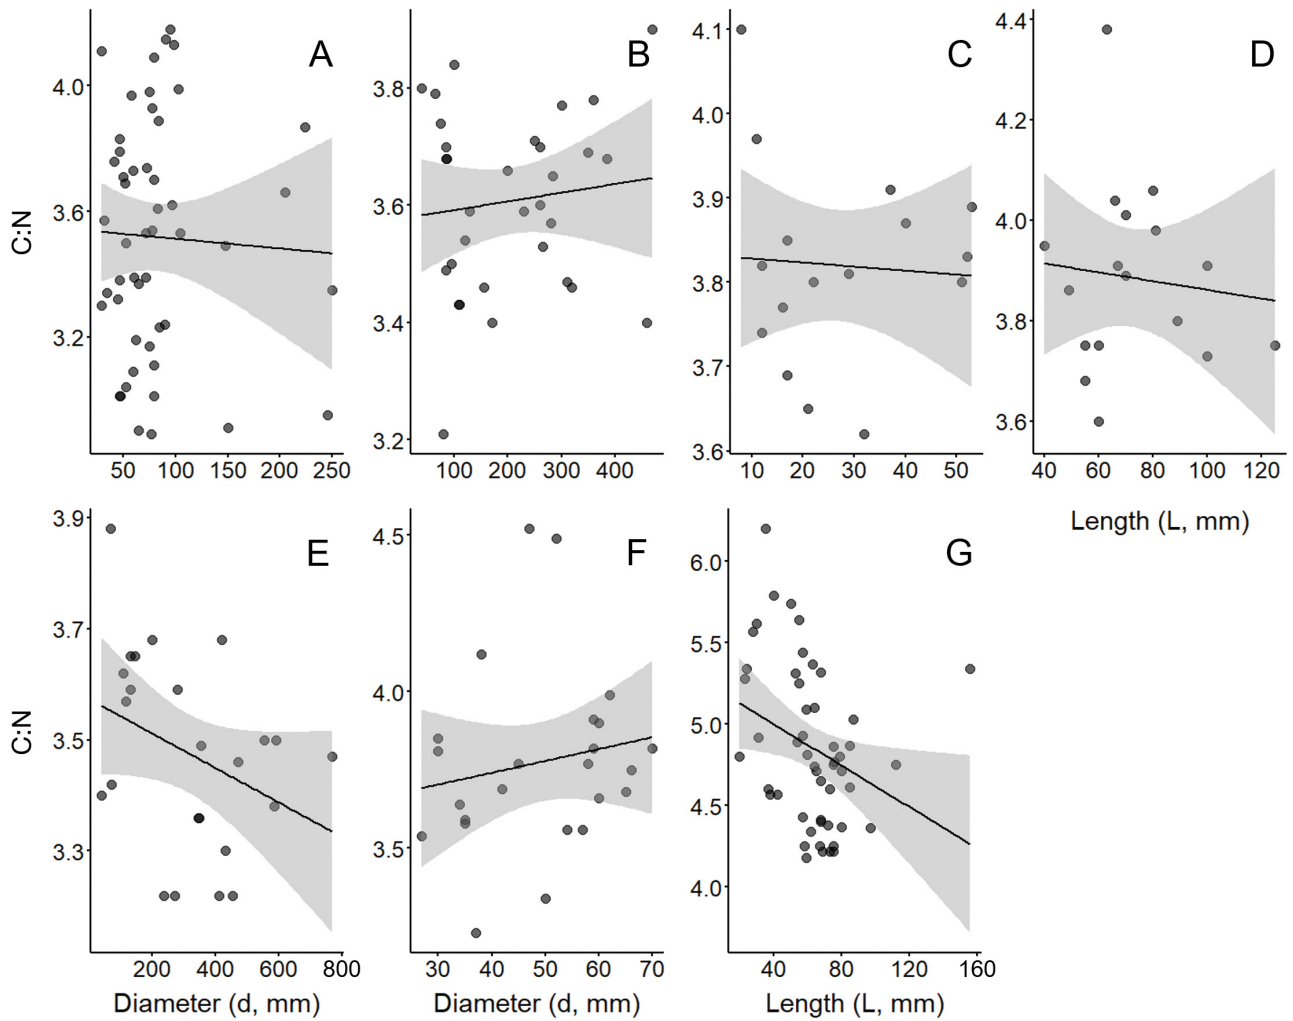 A
B
C
D
C:N
4.0
3.6
3.2
50 100 150 200 250
3.8
3.6
3.4
3.2
100 200 300 400
4.1
4.0
3.9
3.8
3.7
3.6
10 20 30 40 50
4.4
4.2
4.0
3.8
3.6
40 60 80 100 120
Length (L, mm)
E
F
G
C:N
3.9
3.7
3.5
3.3
200 400 600 800
Diameter (d, mm)
4.5
4.0
3.5
30 40 50 60 70
Diameter (d, mm)
6.0
5.5
5.0
4.5
4.0
40 80 120 160
Length (L, mm)